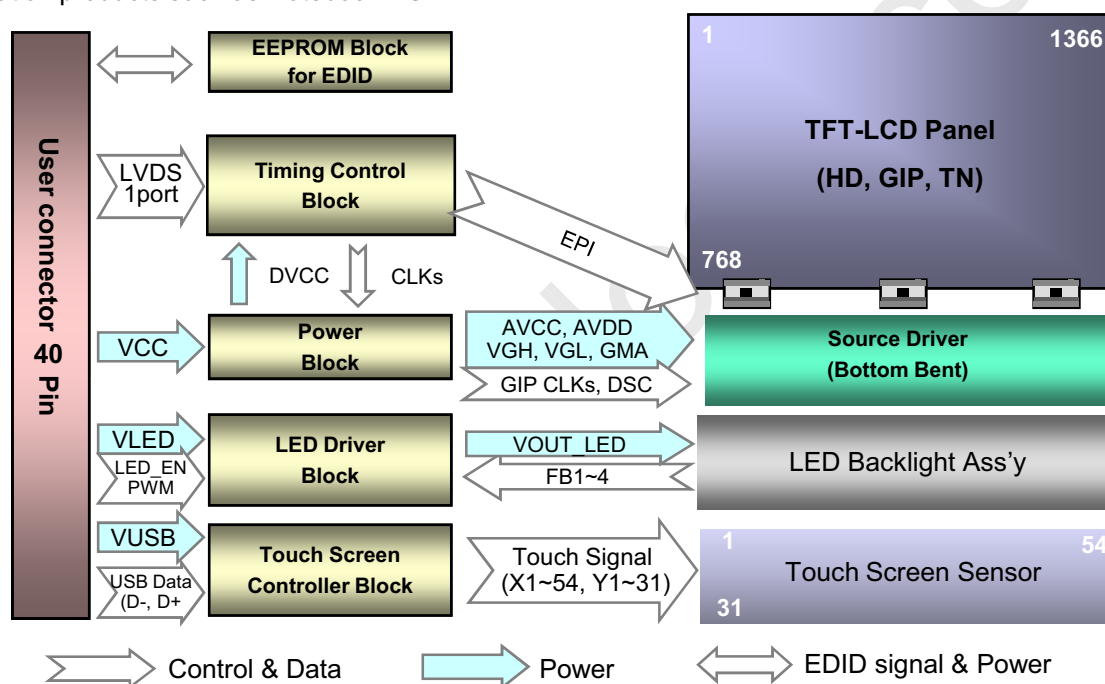 User connector 40 Pin
EEPROM Block
for EDID
LVDS
1port
Timing Control
Block
EPI
DVCC
CLKs
VCC
Power
Block
AVCC, AVDD
VGH, VGL, GMA
GIP CLKs, DSC
VLED
LED_EN
PWM
LED Driver
Block
VOUT_LED
FB1~4
VUSB
USB Data
(D-, D+
Touch Screen
Controller Block
Touch Signal
(X1~54, Y1~31)
1
1366
TFT-LCD Panel
(HD, GIP, TN)
768
Source Driver
(Bottom Bent)
LED Backlight Ass'y
1
54
Touch Screen Sensor
31
Control & Data
Power
EDID signal & Power